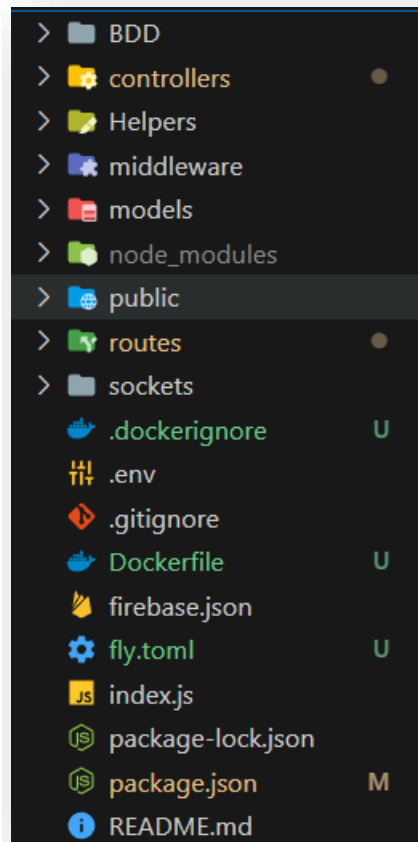 BDD
controllers
Helpers
middleware
models
node_modules
public
routes
sockets
.dockerignore U
.env
.gitignore
Dockerfile U
firebase.json
fly.toml U
JS index.js
package-lock.json
package.json M
README.md